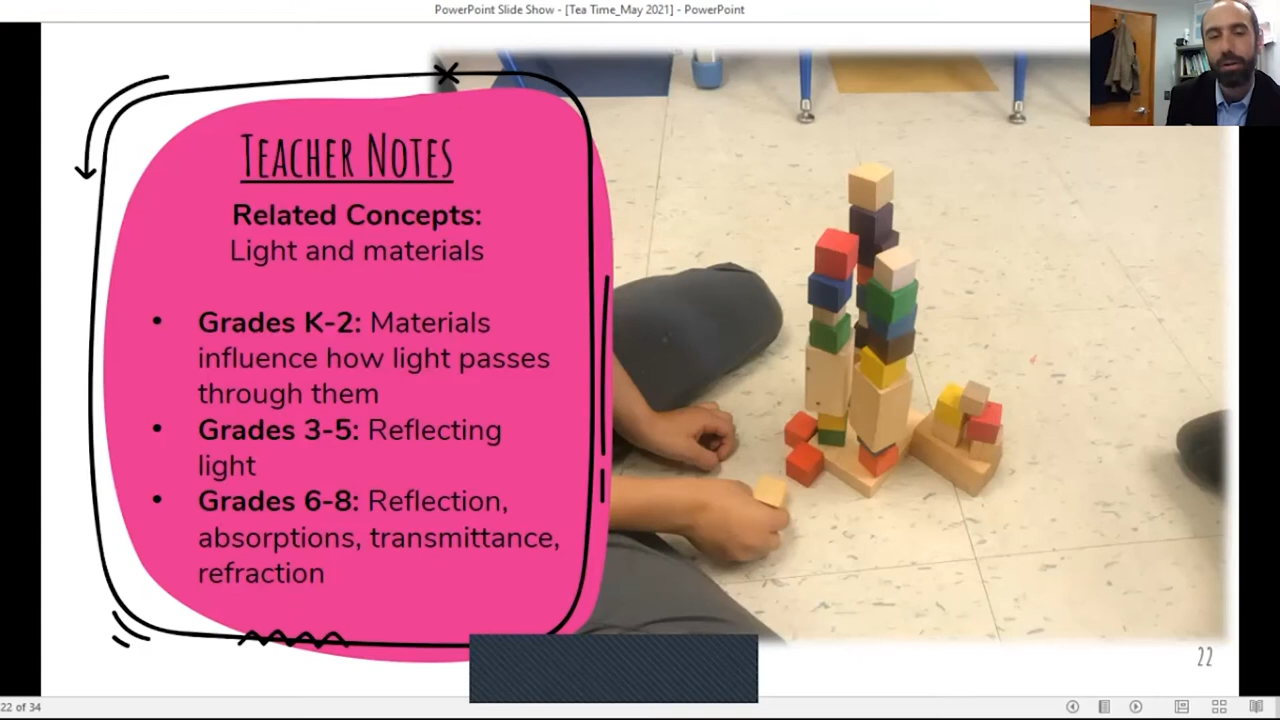 PowerPoint Slide Show - [Tea Time_May 2021] - PowerPoint
Teacher Notes
Related Concepts:
Light and materials
• Grades K-2: Materials
influence how light passes
through them
• Grades 3-5: Reflecting
light
• Grades 6-8: Reflection,
absorptions, transmittance,
refraction
22
22 of 34